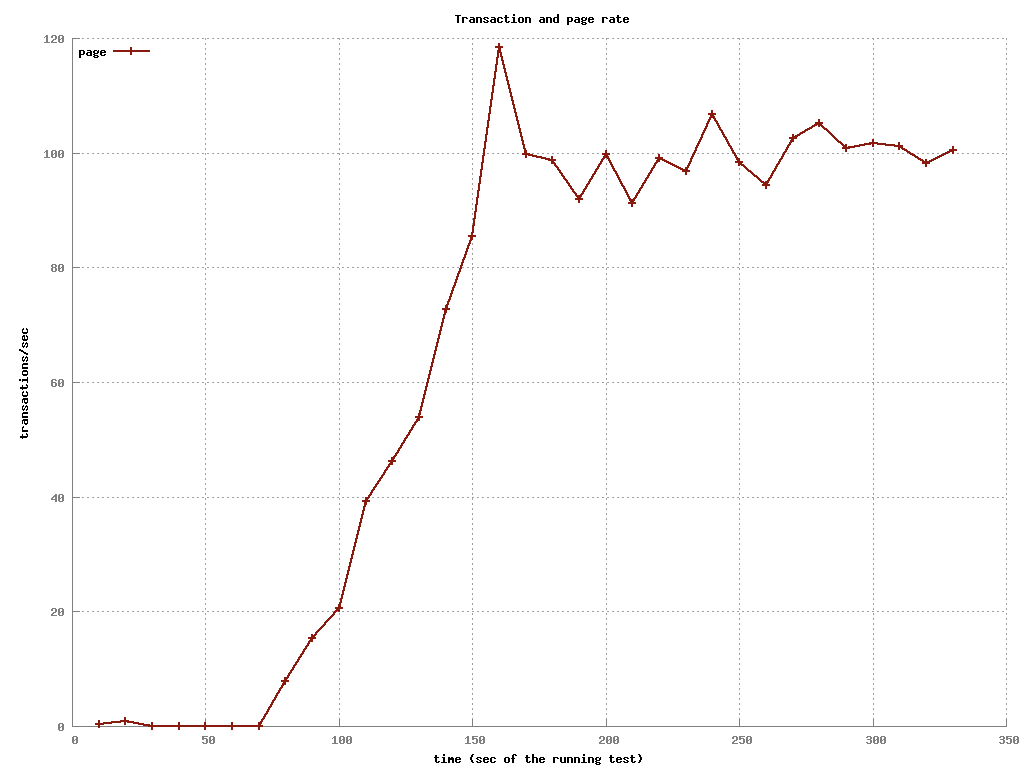 Transaction and page rate
120
page
100
80
60
transactions/sec
40
20
0
0 50 100 150 200 250 300 350
time (sec of the running test)